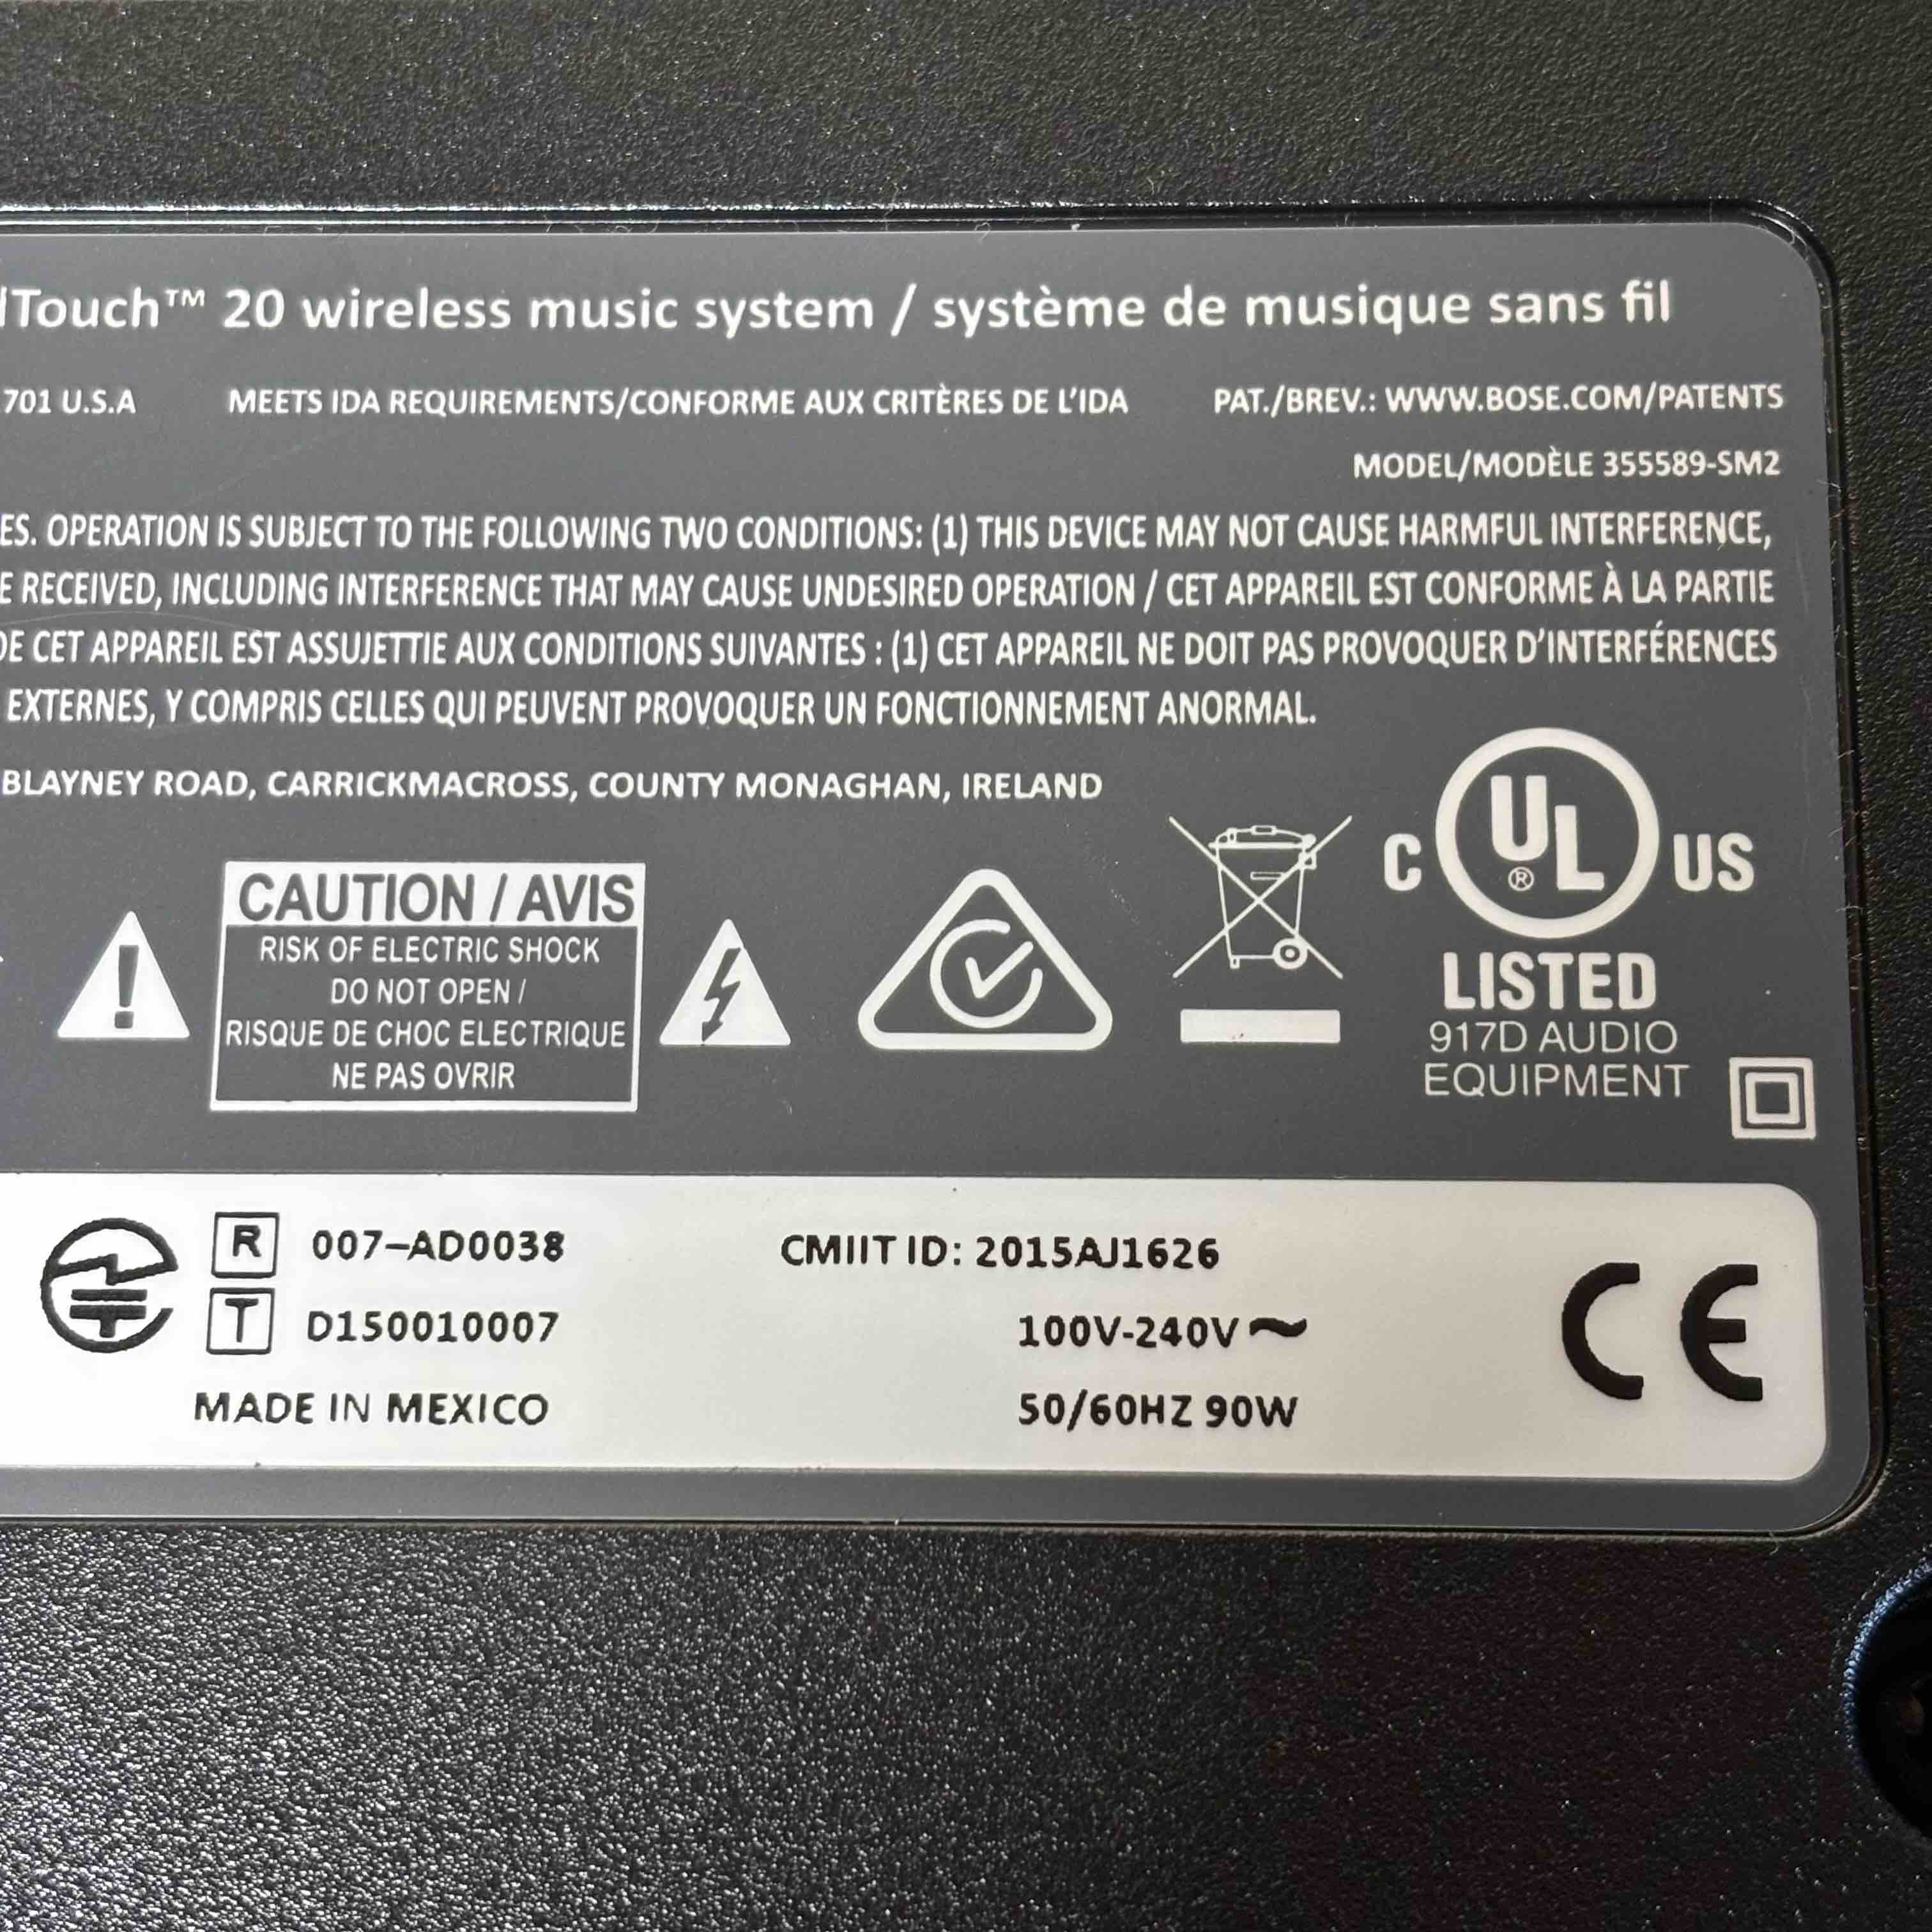 dTouch™ 20 wireless music system / système de musique sans fil
701 U.S.A MEETS IDA REQUIREMENTS/CONFORME AUX CRITÈRES DE L'IDA PAT./BREV.: WWW.BOSE.COM/PATENTS
MODEL/MODÈLE 355589-SM2
ES. OPERATION IS SUBJECT TO THE FOLLOWING TWO CONDITIONS: (1) THIS DEVICE MAY NOT CAUSE HARMFUL INTERFERENCE,
E RECEIVED, INCLUDING INTERFERENCE THAT MAY CAUSE UNDESIRED OPERATION / CET APPAREIL EST CONFORME À LA PARTIE
DE CET APPAREIL EST ASSUJETTIE AUX CONDITIONS SUIVANTES : (1) CET APPAREIL NE DOIT PAS PROVOQUER D'INTERFÉRENCES
EXTERNES, Y COMPRIS CELLES QUI PEUVENT PROVOQUER UN FONCTIONNEMENT ANORMAL.
BLAYNEY ROAD, CARRICKMACROSS, COUNTY MONAGHAN, IRELAND
CAUTION / AVIS
RISK OF ELECTRIC SHOCK
DO NOT OPEN /
RISQUE DE CHOC ELECTRIQUE
NE PAS OVRIR
C UL® US
LISTED
917D AUDIO
EQUIPMENT
R 007-AD0038
T D150010007
MADE IN MEXICO
CMIIT ID: 2015AJ1626
100V-240V~
50/60HZ 90W
CE